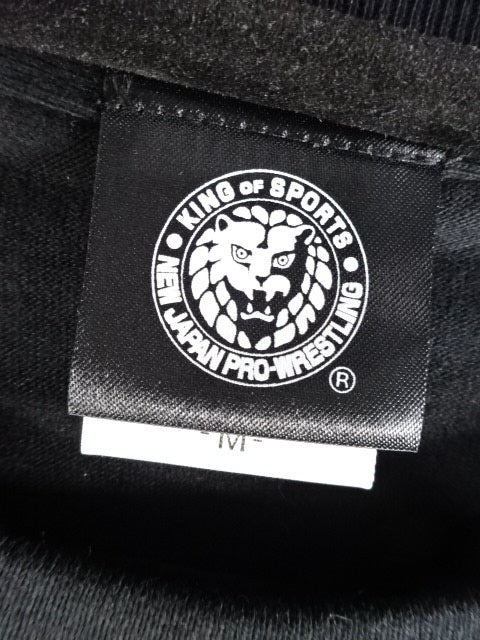 • KING OF SPORTS •
NEW JAPAN PRO-WRESTLING
®
- M -